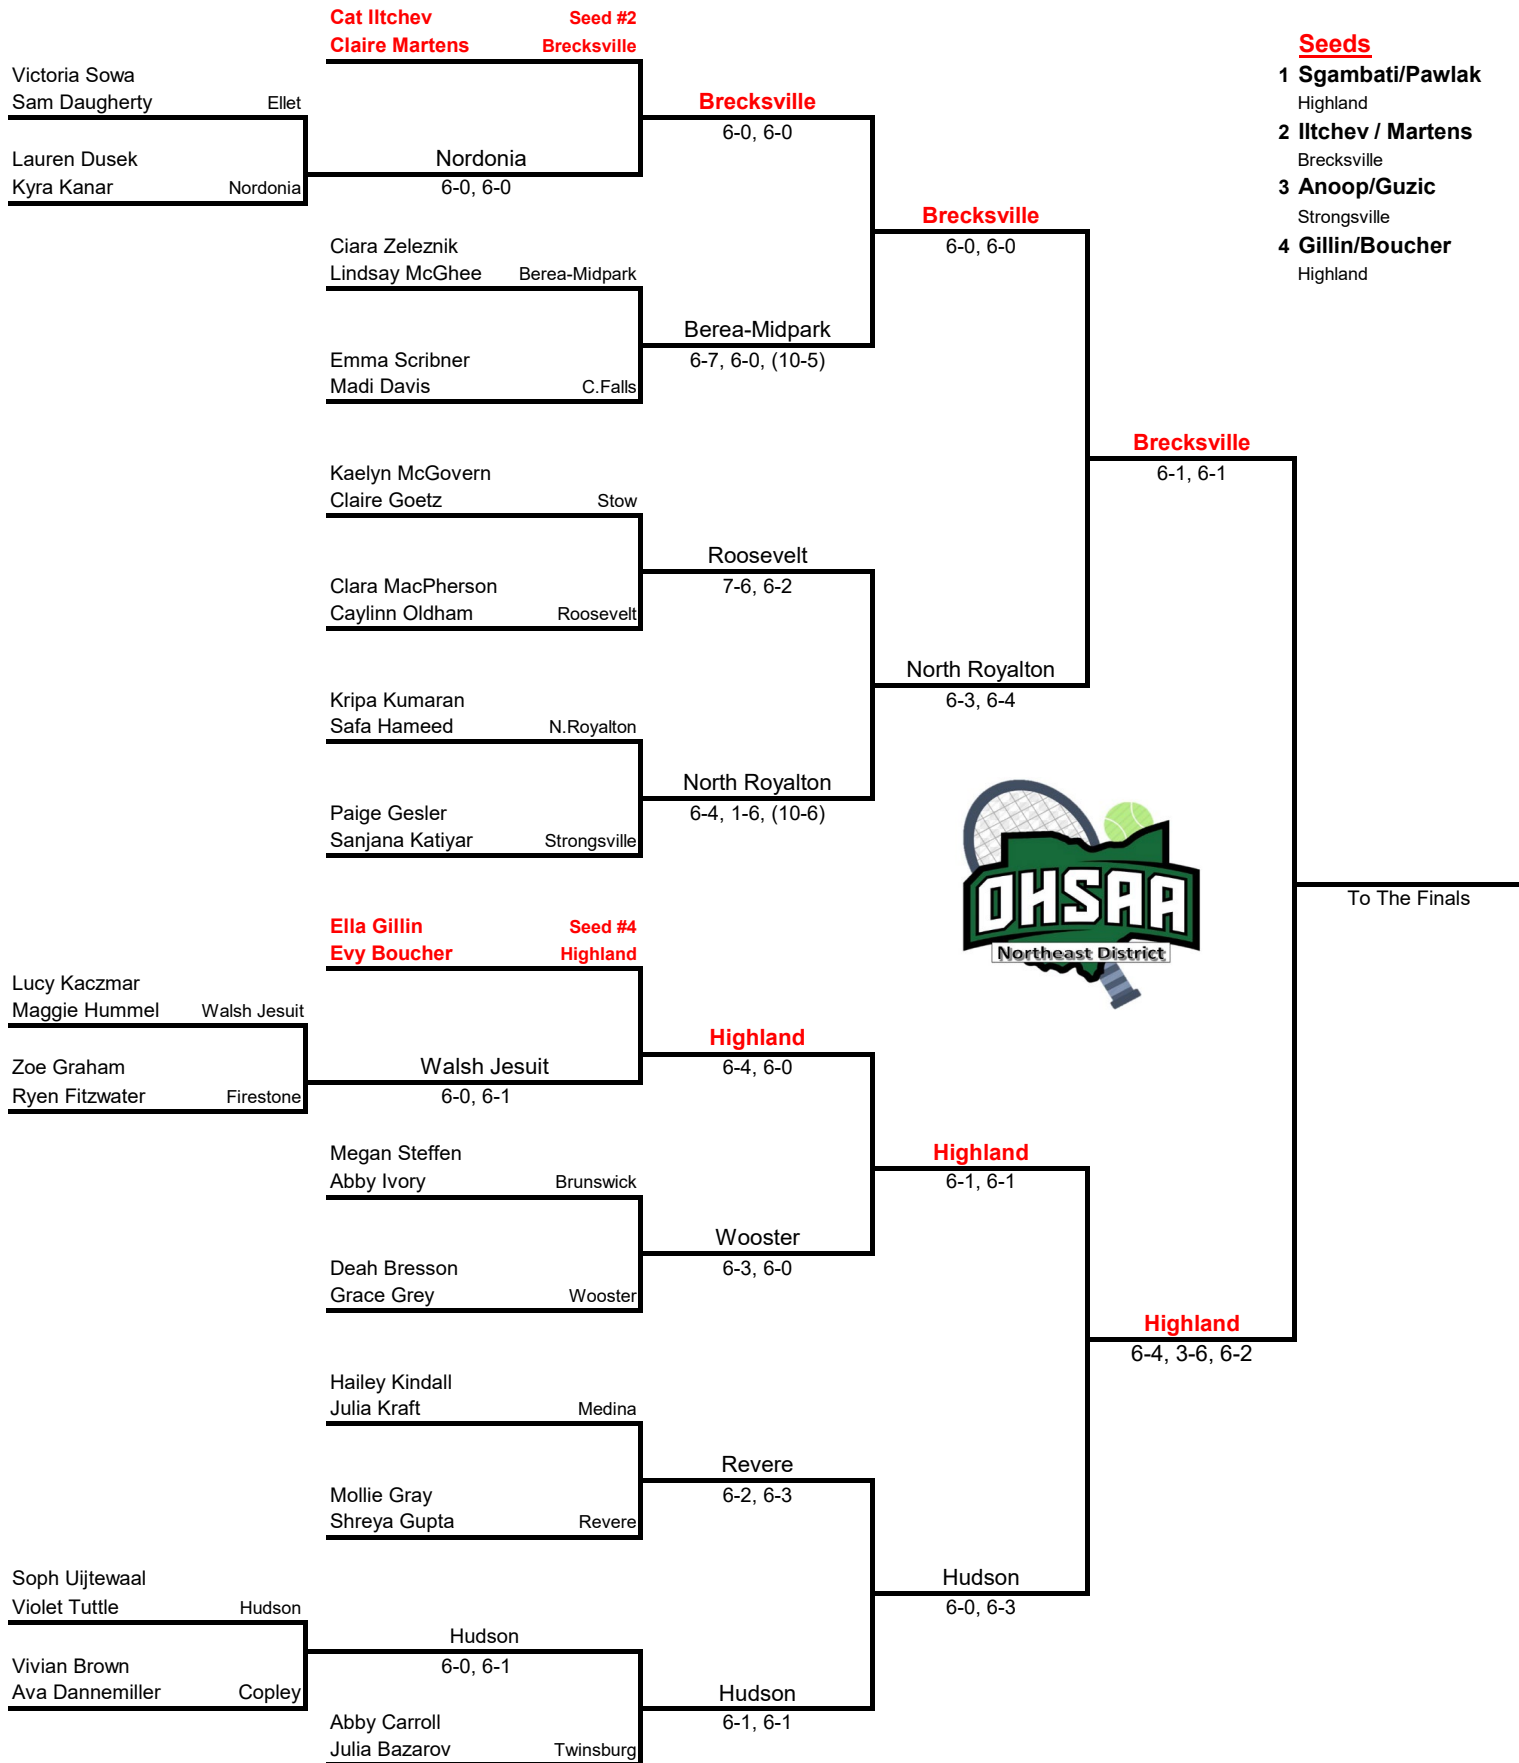 Cat Iltchev Seed #2
Claire Martens Brecksville
Seeds
1 Sgambati/Pawlak
Highland
2 Iltchev / Martens
Brecksville
3 Anoop/Guzic
Strongsville
4 Gillin/Boucher
Highland
Victoria Sowa
Sam Daugherty Ellet
Brecksville
6-0, 6-0
Lauren Dusek
Kyra Kanar Nordonia
Nordonia
6-0, 6-0
Brecksville
6-0, 6-0
Ciara Zeleznik
Lindsay McGhee Berea-Midpark
Berea-Midpark
6-7, 6-0, (10-5)
Emma Scribner
Madi Davis C.Falls
Brecksville
6-1, 6-1
Kaelyn McGovern
Claire Goetz Stow
Roosevelt
7-6, 6-2
Clara MacPherson
Caylinn Oldham Roosevelt
North Royalton
6-3, 6-4
Kripa Kumaran
Safa Hameed N.Royalton
North Royalton
6-4, 1-6, (10-6)
Paige Gesler
Sanjana Katiyar Strongsville
OHSAA
Northeast District
To The Finals
Ella Gillin Seed #4
Evy Boucher Highland
Lucy Kaczmar
Maggie Hummel Walsh Jesuit
Highland
6-4, 6-0
Zoe Graham
Ryen Fitzwater Firestone
Walsh Jesuit
6-0, 6-1
Megan Steffen
Abby Ivory Brunswick
Highland
6-1, 6-1
Wooster
6-3, 6-0
Deah Bresson
Grace Grey Wooster
Highland
6-4, 3-6, 6-2
Hailey Kindall
Julia Kraft Medina
Revere
6-2, 6-3
Mollie Gray
Shreya Gupta Revere
Soph Uijtewaal
Violet Tuttle Hudson
Hudson
6-0, 6-3
Hudson
6-0, 6-1
Vivian Brown
Ava Dannemiller Copley
Hudson
6-1, 6-1
Abby Carroll
Julia Bazarov Twinsburg